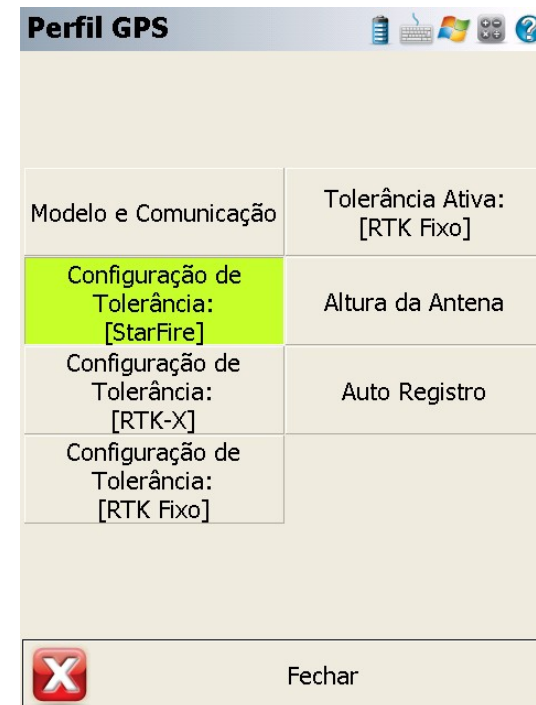 Perfil GPS
Modelo e Comunicação
Tolerância Ativa:
[RTK Fixo]
Configuração de
Tolerância:
[StarFire]
Altura da Antena
Configuração de
Tolerância:
[RTK-X]
Auto Registro
Configuração de
Tolerância:
[RTK Fixo]
Fechar